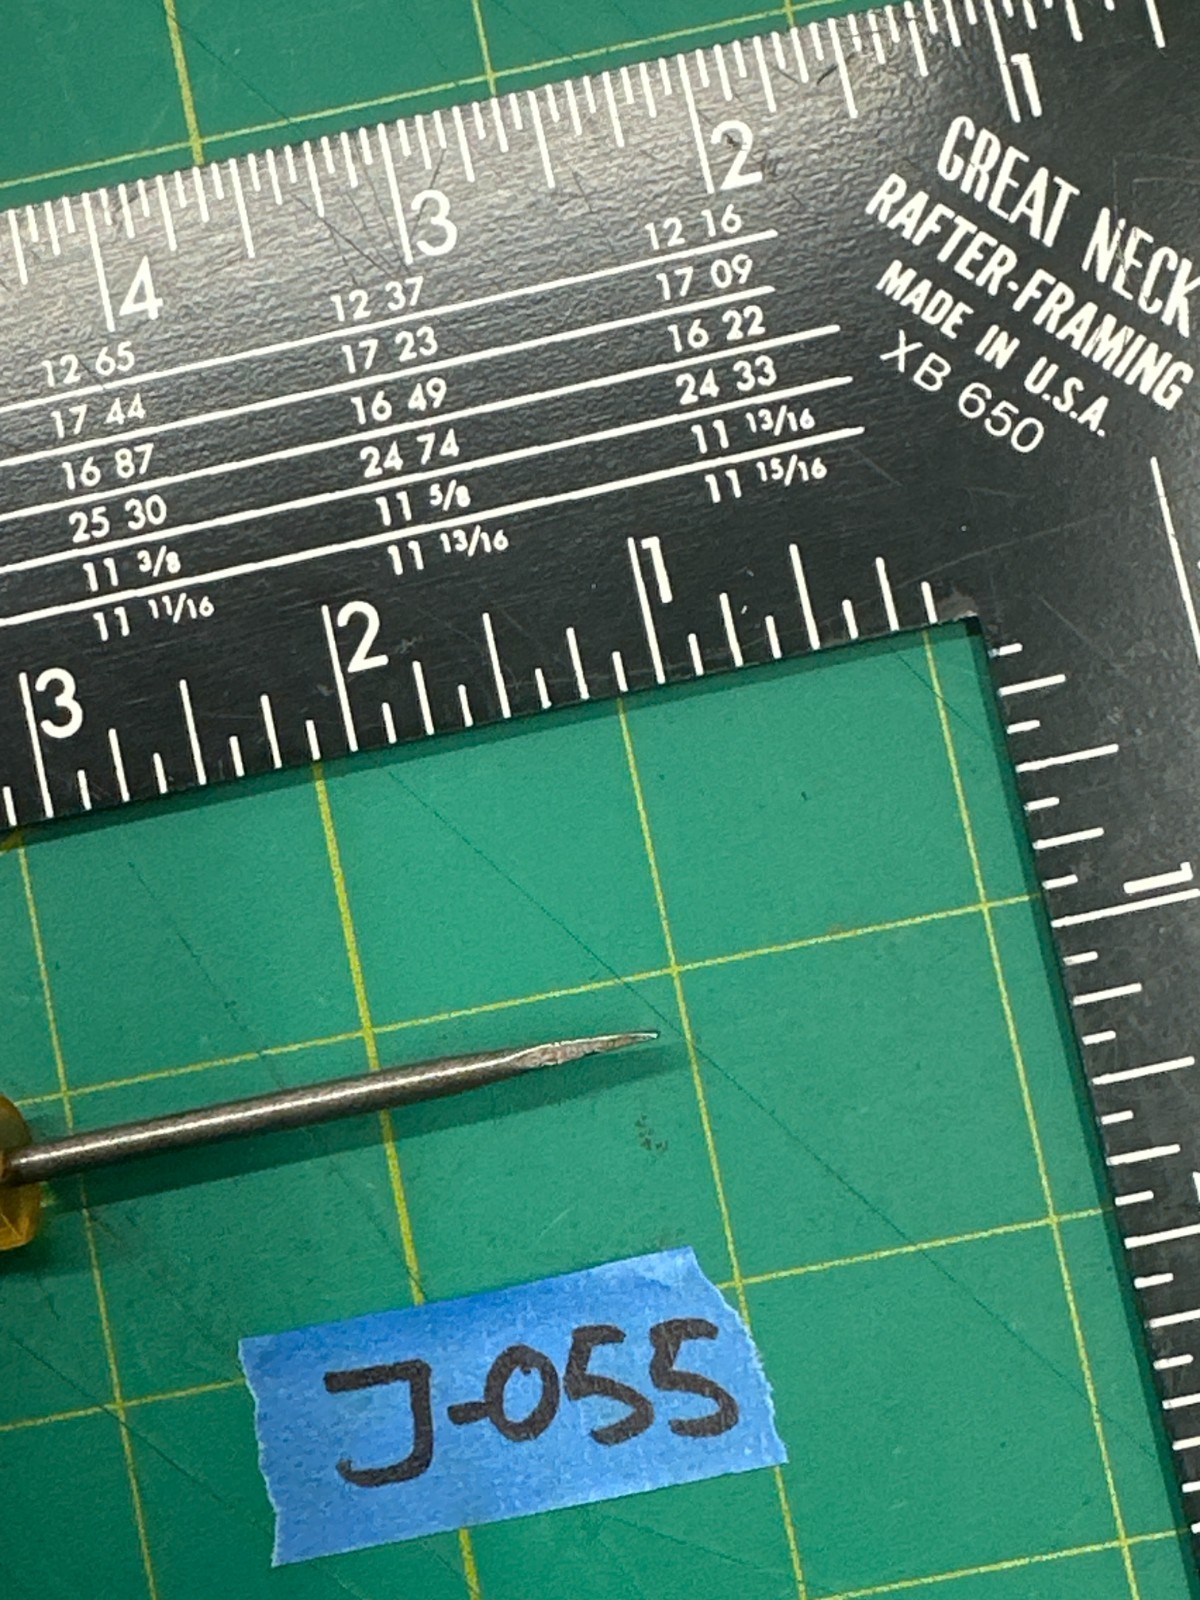 1
2
3
4
GREAT NECK
RAFTER-FRAMING
MADE IN U.S.A.
XB 650
12 65 12 37 12 16
17 44 17 23 17 09
16 87 16 49 16 22
25 30 24 74 24 33
11 3/8 11 5/8 11 13/16
11 11/16 11 13/16 11 15/16
3 2 1
1
J-055